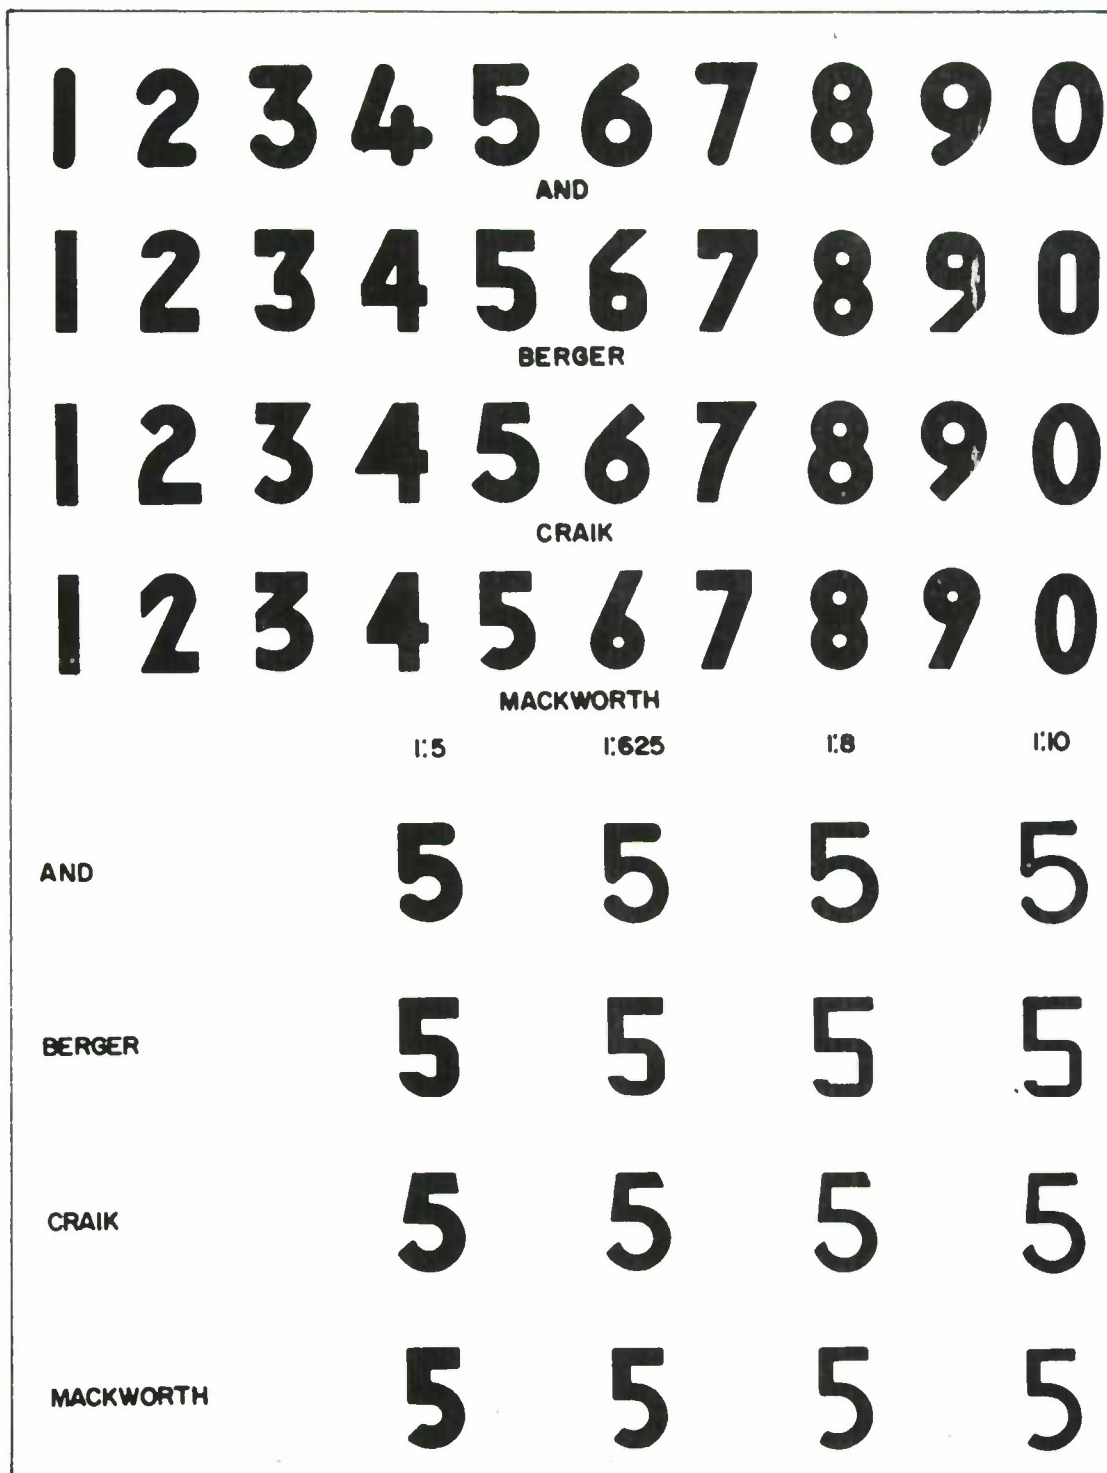 1 2 3 4 5 6 7 8 9 0
AND
1 2 3 4 5 6 7 8 9 0
BERGER
1 2 3 4 5 6 7 8 9 0
CRAIK
1 2 3 4 5 6 7 8 9 0
MACKWORTH
1:5 1:625 1:8 1:10
AND 5 5 5 5
BERGER 5 5 5 5
CRAIK 5 5 5 5
MACKWORTH 5 5 5 5